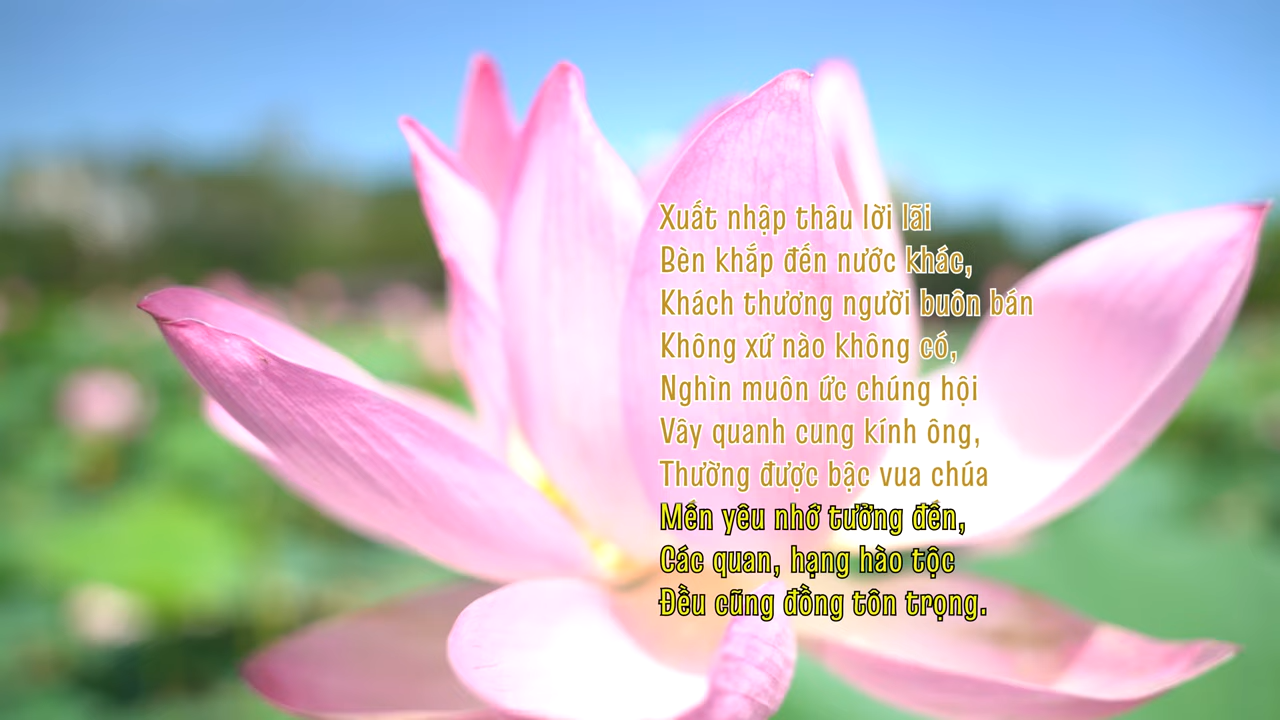 Xuất nhập thâu lời lãi
Bèn khắp đến nước khác,
Khách thương người buôn bán
Không xứ nào không có,
Nghìn muôn ức chúng hội
Vây quanh cung kính ông,
Thường được bậc vua chúa
Mến yêu nhớ tưởng đến,
Các quan, hạng hào tộc
Đều cũng đồng tôn trọng.